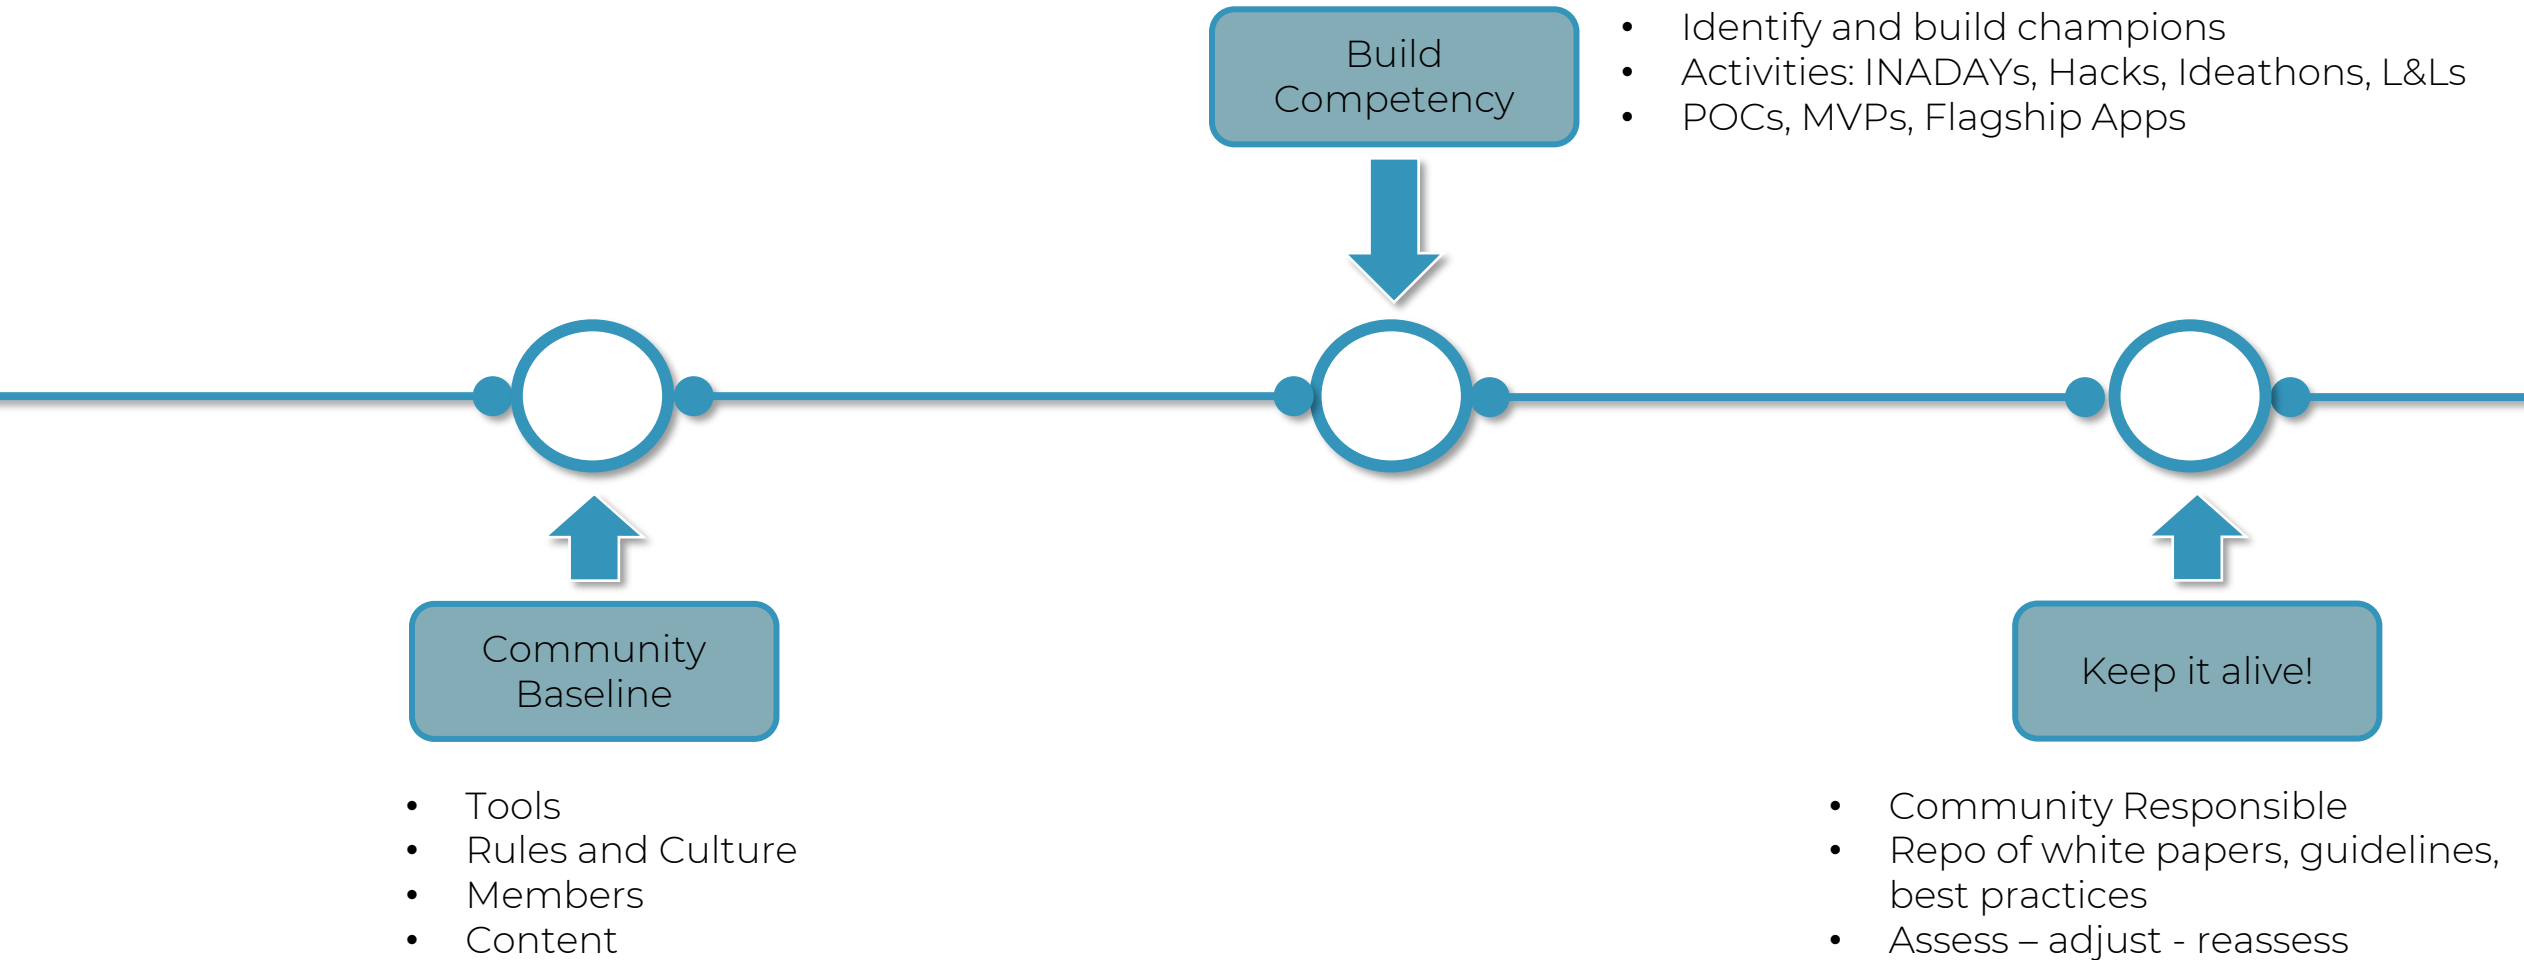 Build
Competency
• Identify and build champions
• Activities: INADAYs, Hacks, Ideathons, L&Ls
• POCs, MVPs, Flagship Apps
Community
Baseline
• Tools
• Rules and Culture
• Members
• Content
Keep it alive!
• Community Responsible
• Repo of white papers, guidelines,
best practices
• Assess – adjust - reassess